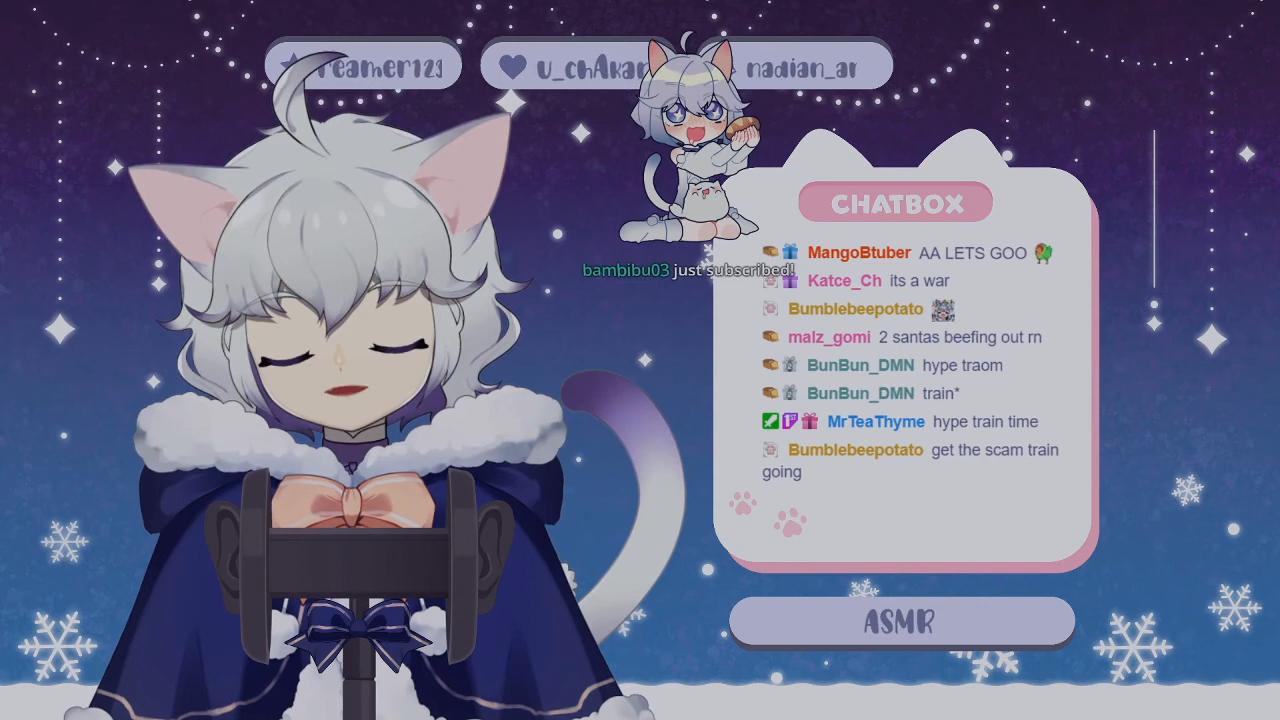 CHATBOX
MangoBtuber AA LETS GOO
bambibu03 just subscribed!
Katce_Ch its a war
Bumblebeepotato
malz_gomi 2 santas beefing out rn
BunBun_DMN hype traom
BunBun_DMN train*
MrTeaThyme hype train time
Bumblebeepotato get the scam train
going
ASMR